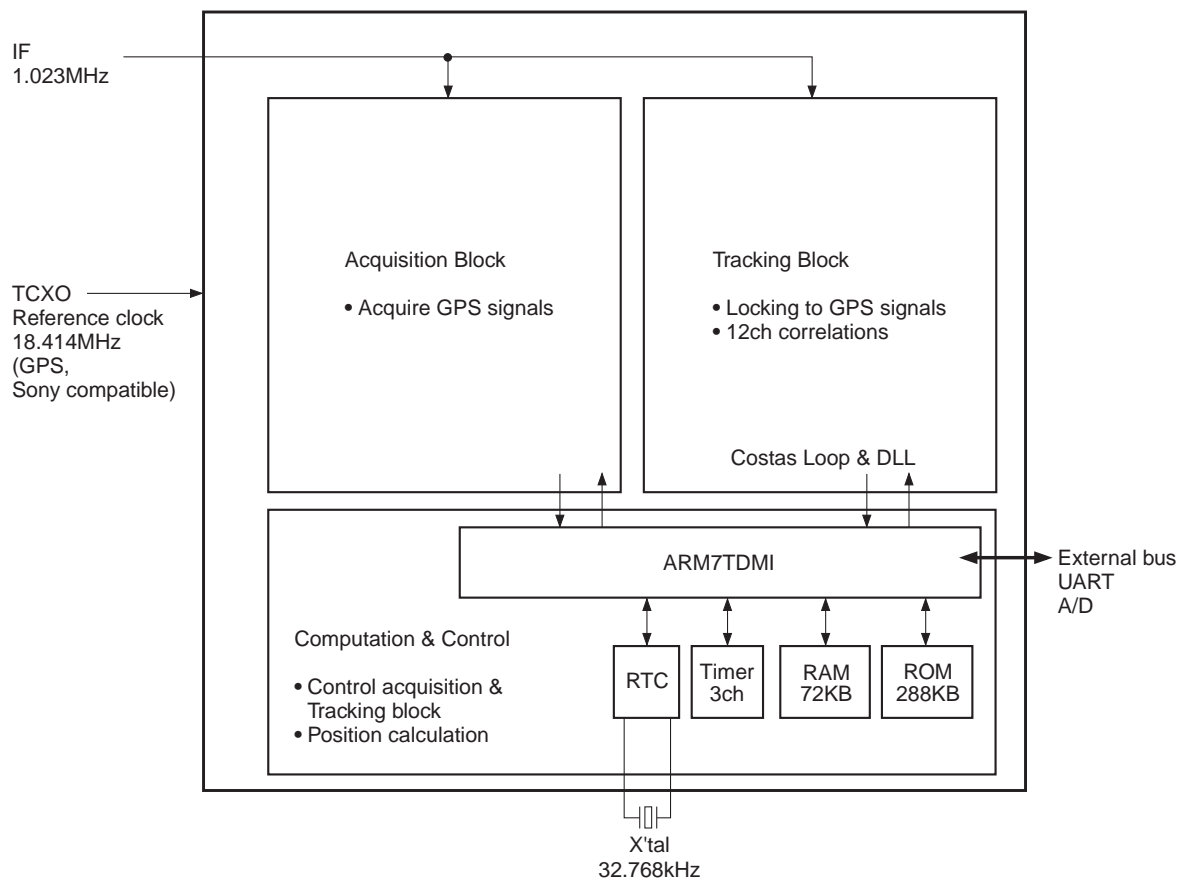 IF
1.023MHz
TCXO
Reference clock
18.414MHz
(GPS,
Sony compatible)
Acquisition Block
• Acquire GPS signals
Tracking Block
• Locking to GPS signals
• 12ch correlations
Costas Loop & DLL
ARM7TDMI
External bus
UART
A/D
Computation & Control
• Control acquisition &
Tracking block
• Position calculation
RTC
Timer
3ch
RAM
72KB
ROM
288KB
X'tal
32.768kHz